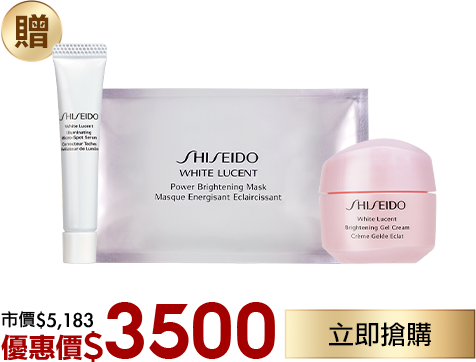 贈
SHISEIDO
White Lucent
Illuminating
Micro-Spot Serum
SHISEIDO
WHITE LUCENT
Power Brightening Mask
Masque Energisant Eclaircissant
SHISEIDO
White Lucent
Brightening Gel Cream
Crème Gelée Eclat
市價$5,183
優惠價$3500
立即搶購